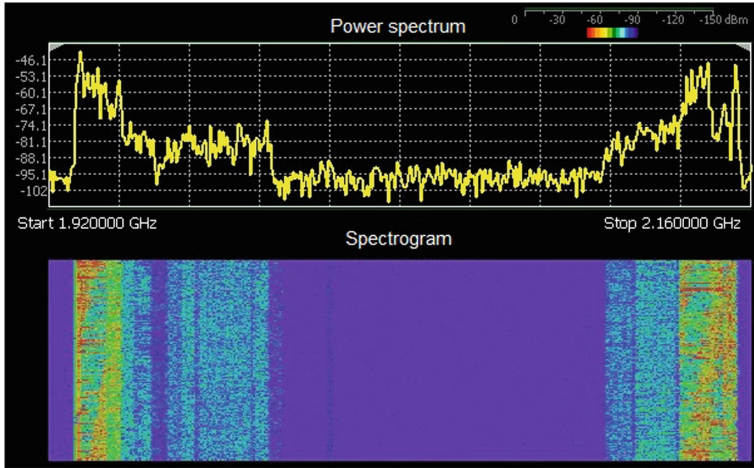 Power spectrum
0 -30 -60 -90 -120 -150 dBm
-46.1
-53.1
-60.1
-67.1
-74.1
-81.1
-88.1
-95.1
-102
Start 1.920000 GHz Stop 2.160000 GHz
Spectrogram